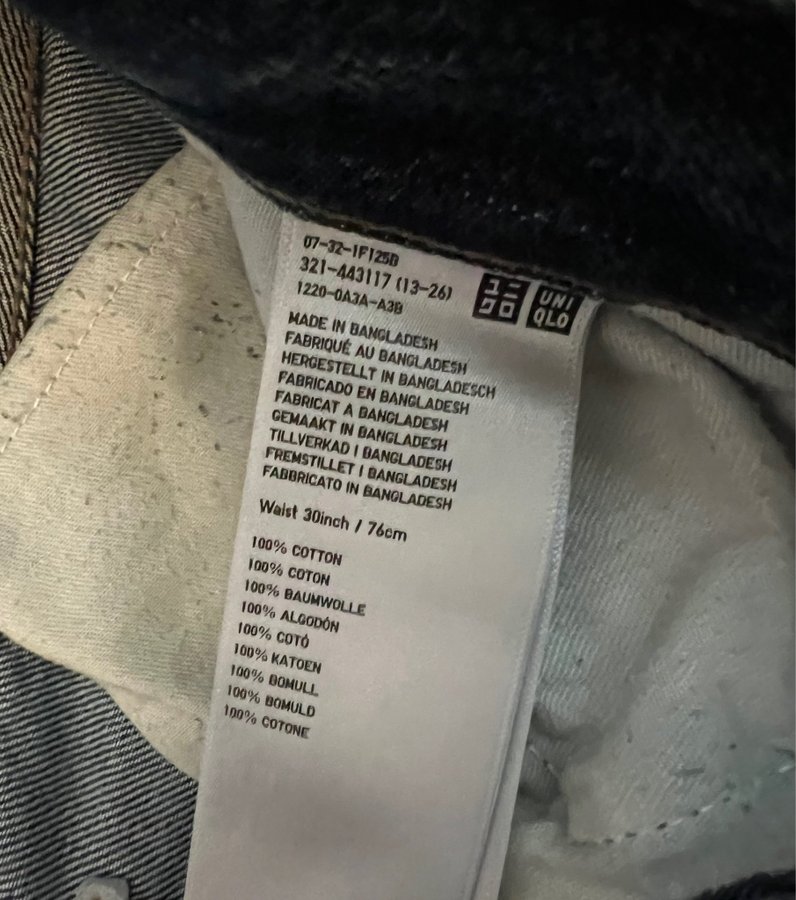 07-32-1F125B
321-443117 (13-26)
1220-0A3A-A3B
ユニ
クロ
UNI
QLO
MADE IN BANGLADESH
FABRIQUÉ AU BANGLADESH
HERGESTELLT IN BANGLADESCH
FABRICADO EN BANGLADESH
FABRICAT A BANGLADESH
GEMAAKT IN BANGLADESH
TILLVERKAD I BANGLADESH
FREMSTILLET I BANGLADESH
FABBRICATO IN BANGLADESH
Waist 30inch / 76cm
100% COTTON
100% COTON
100% BAUMWOLLE
100% ALGODÓN
100% COTÓ
100% KATOEN
100% BOMULL
100% BOMULD
100% COTONE